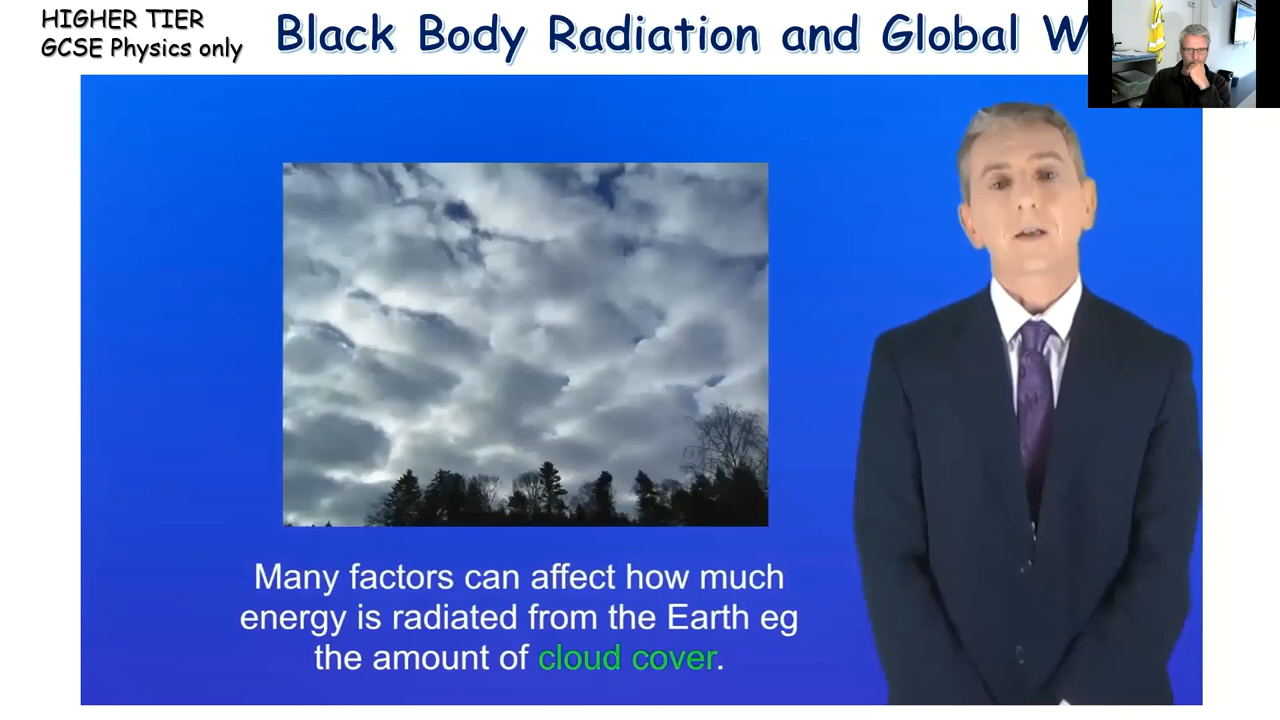 HIGHER TIER
GCSE Physics only
Black Body Radiation and Global W
Many factors can affect how much
energy is radiated from the Earth eg
the amount of cloud cover.